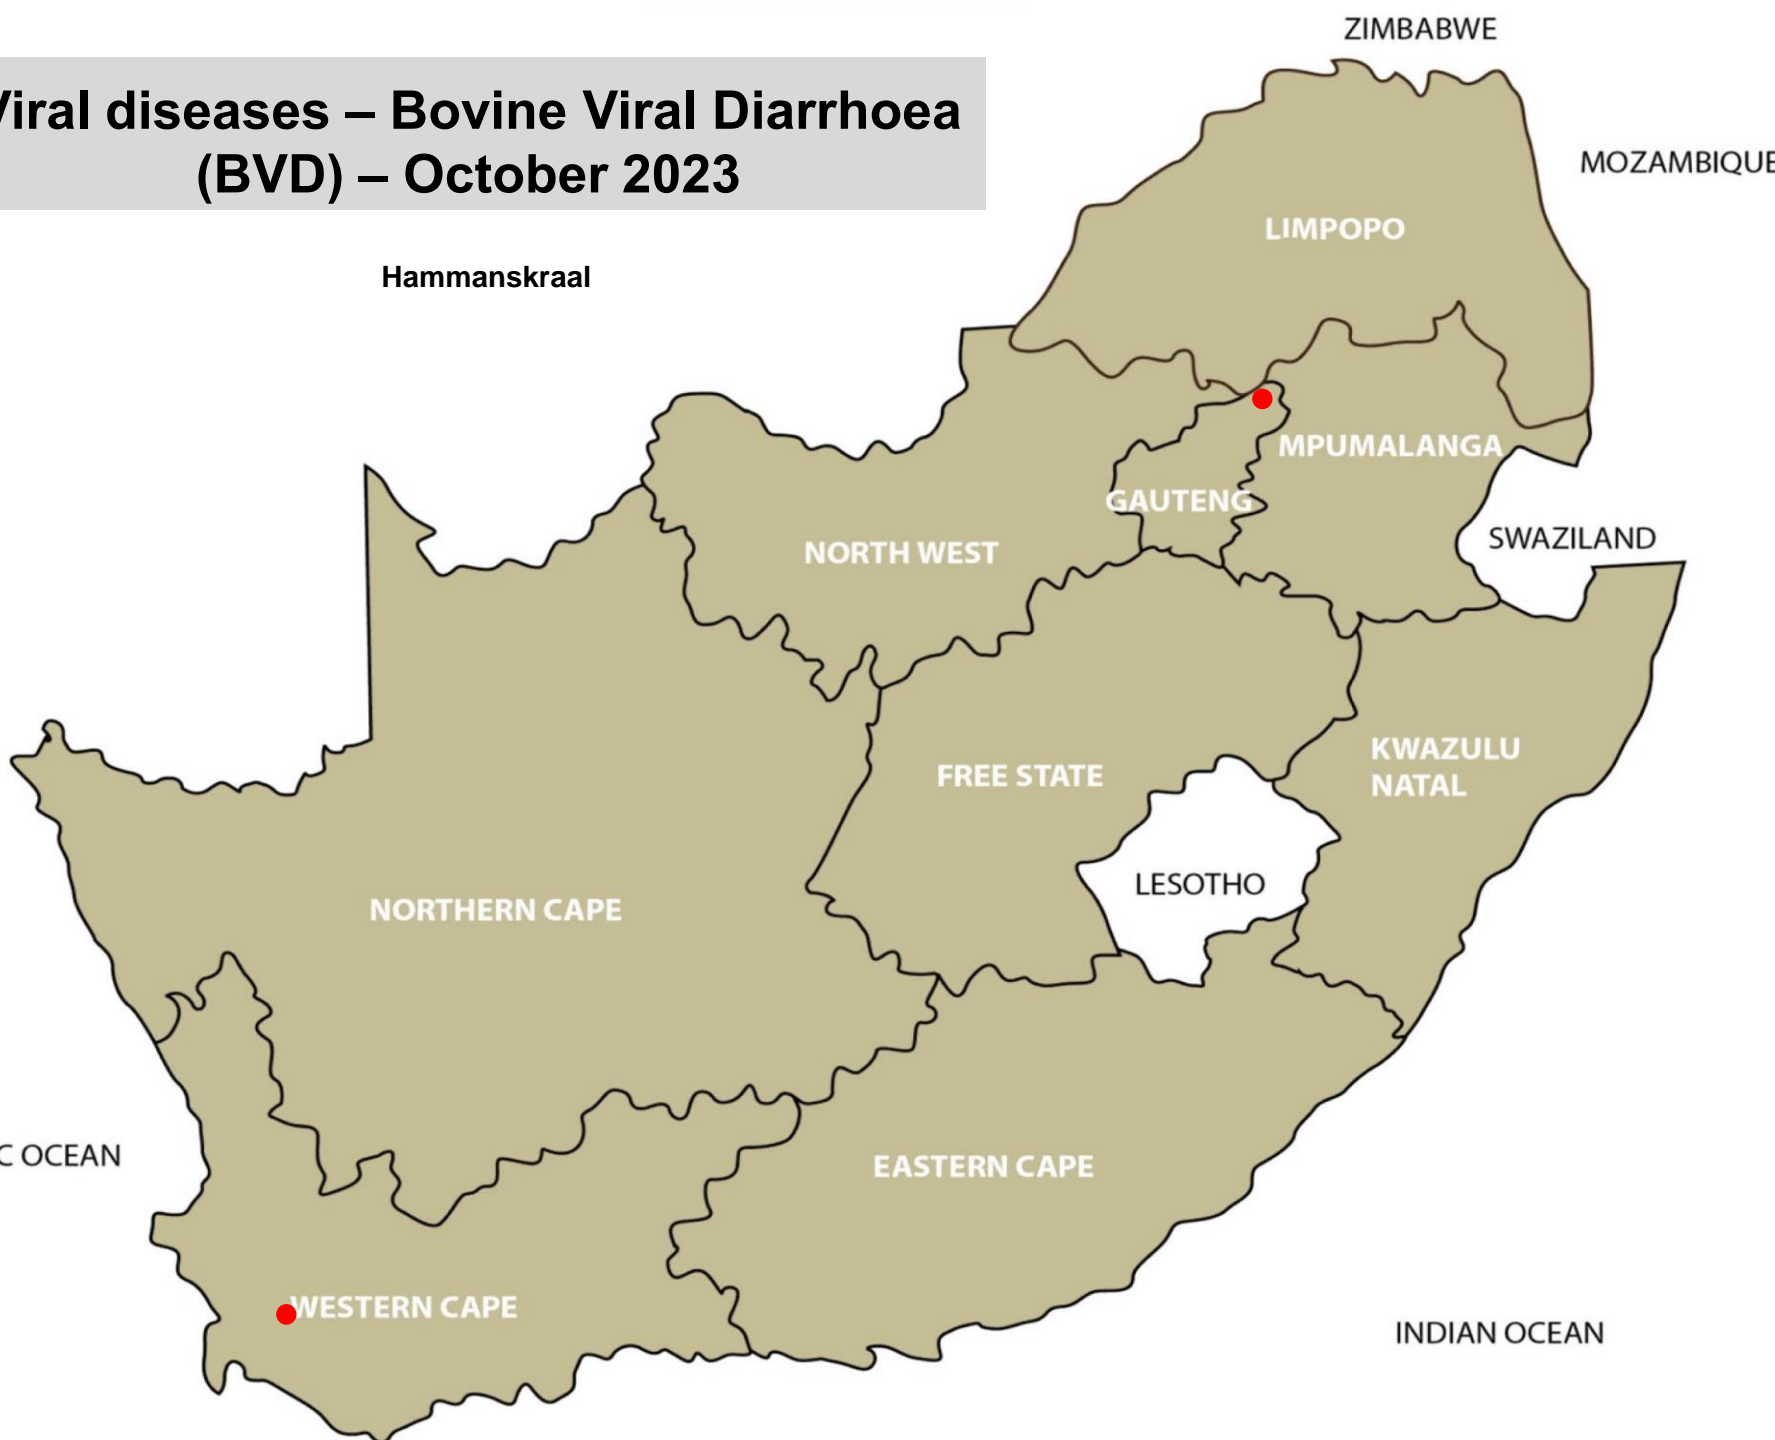 Viral diseases – Bovine Viral Diarrhoea
(BVD) – October 2023
ZIMBABWE
MOZAMBIQUE
LIMPOPO
Hammanskraal
MPUMALANGA
GAUTENG
SWAZILAND
NORTH WEST
KWAZULU
NATAL
FREE STATE
LESOTHO
NORTHERN CAPE
C OCEAN
EASTERN CAPE
WESTERN CAPE
INDIAN OCEAN